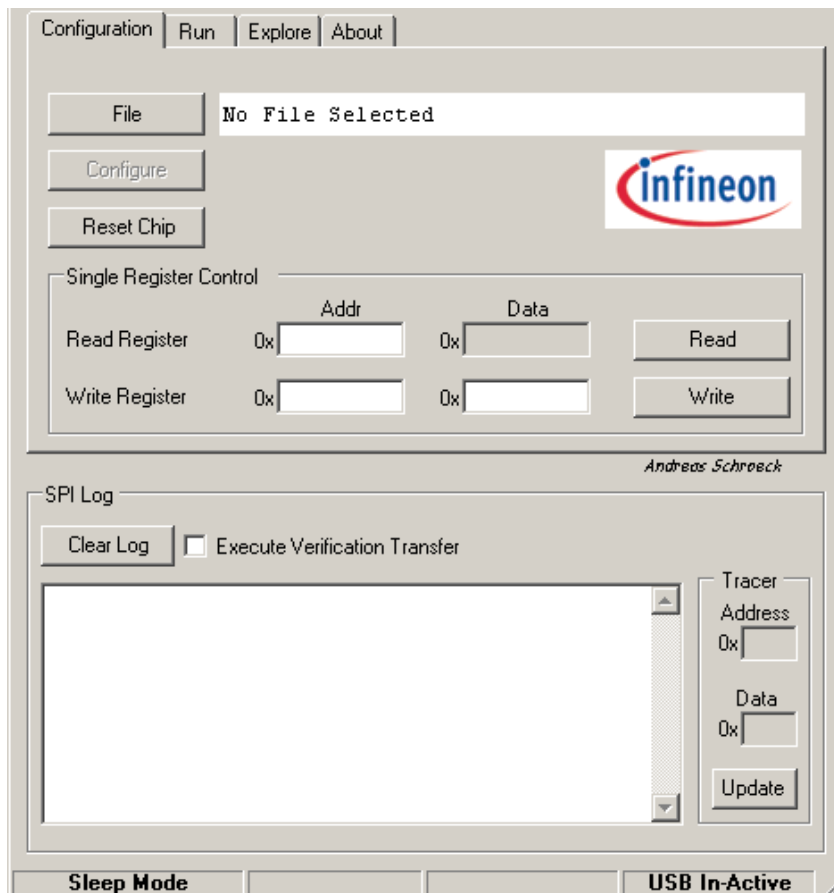 Configuration Run Explore About
File No File Selected
Configure
infineon
Reset Chip
Single Register Control
Addr Data
Read Register 0x 0x Read
Write Register 0x 0x Write
Andreas Schroeck
SPI Log
Clear Log Execute Verification Transfer
Tracer
Address
0x
Data
0x
Update
Sleep Mode USB In-Active